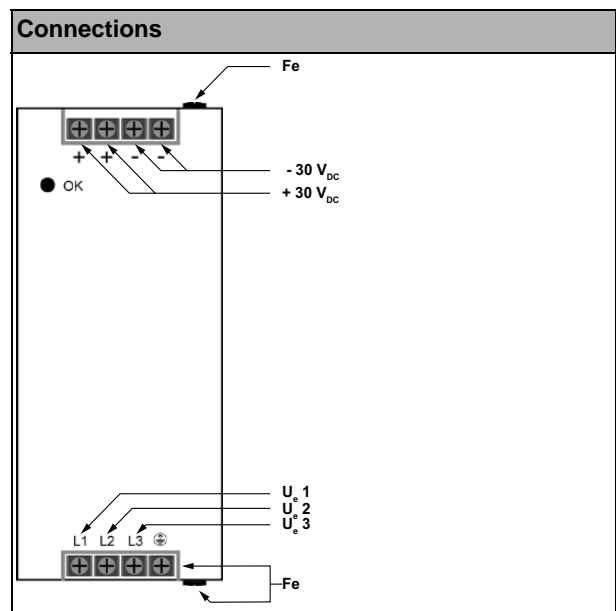 Connections
Fe
+ + - -
- 30 VDC
OK
+ 30 VDC
Ue 1
Ue 2
Ue 3
L1 L2 L3
Fe